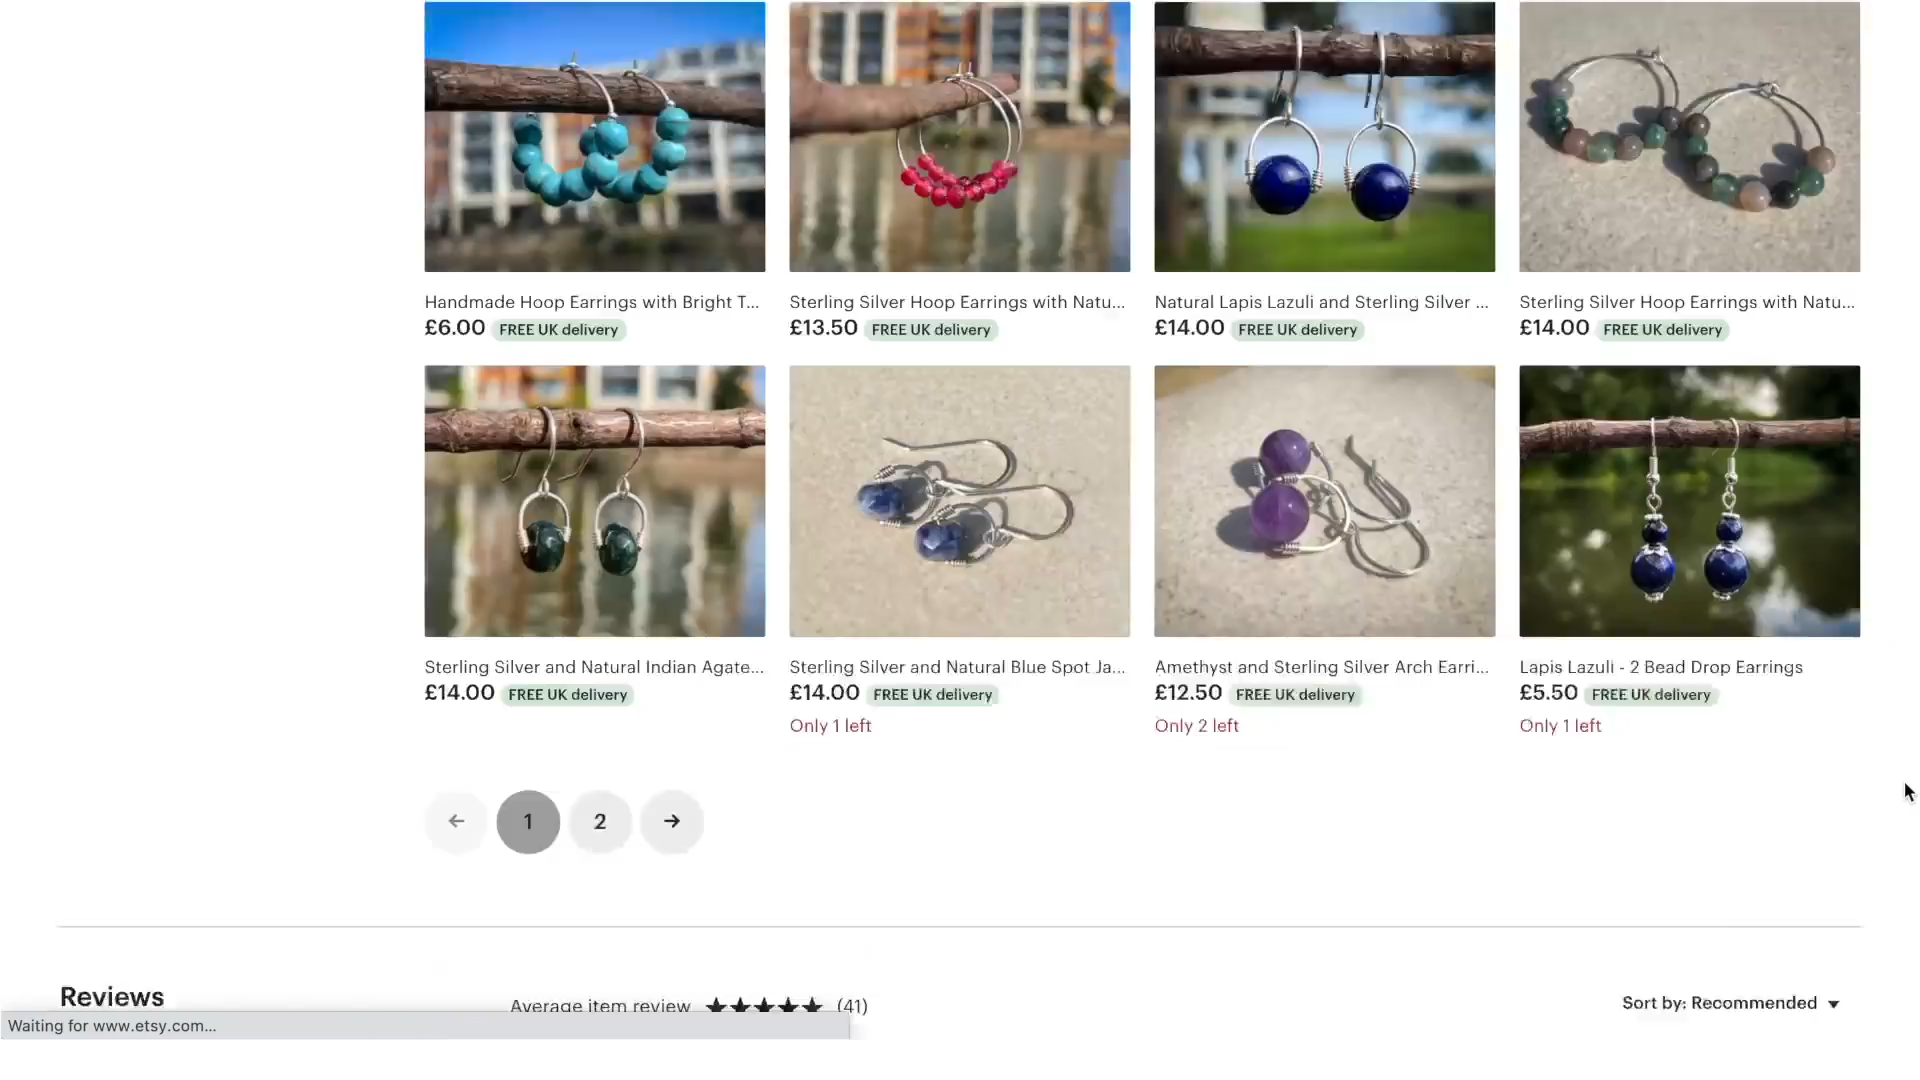 Handmade Hoop Earrings with Bright T...
£6.00 FREE UK delivery
Sterling Silver Hoop Earrings with Natu...
£13.50 FREE UK delivery
Natural Lapis Lazuli and Sterling Silver ...
£14.00 FREE UK delivery
Sterling Silver Hoop Earrings with Natu...
£14.00 FREE UK delivery
Sterling Silver and Natural Indian Agate...
£14.00 FREE UK delivery
Sterling Silver and Natural Blue Spot Ja...
£14.00 FREE UK delivery
Only 1 left
Amethyst and Sterling Silver Arch Earri...
£12.50 FREE UK delivery
Only 2 left
Lapis Lazuli - 2 Bead Drop Earrings
£5.50 FREE UK delivery
Only 1 left
← 1 2 →
Reviews
Average item review ★★★★★ (41)
Sort by: Recommended
Waiting for www.etsy.com...